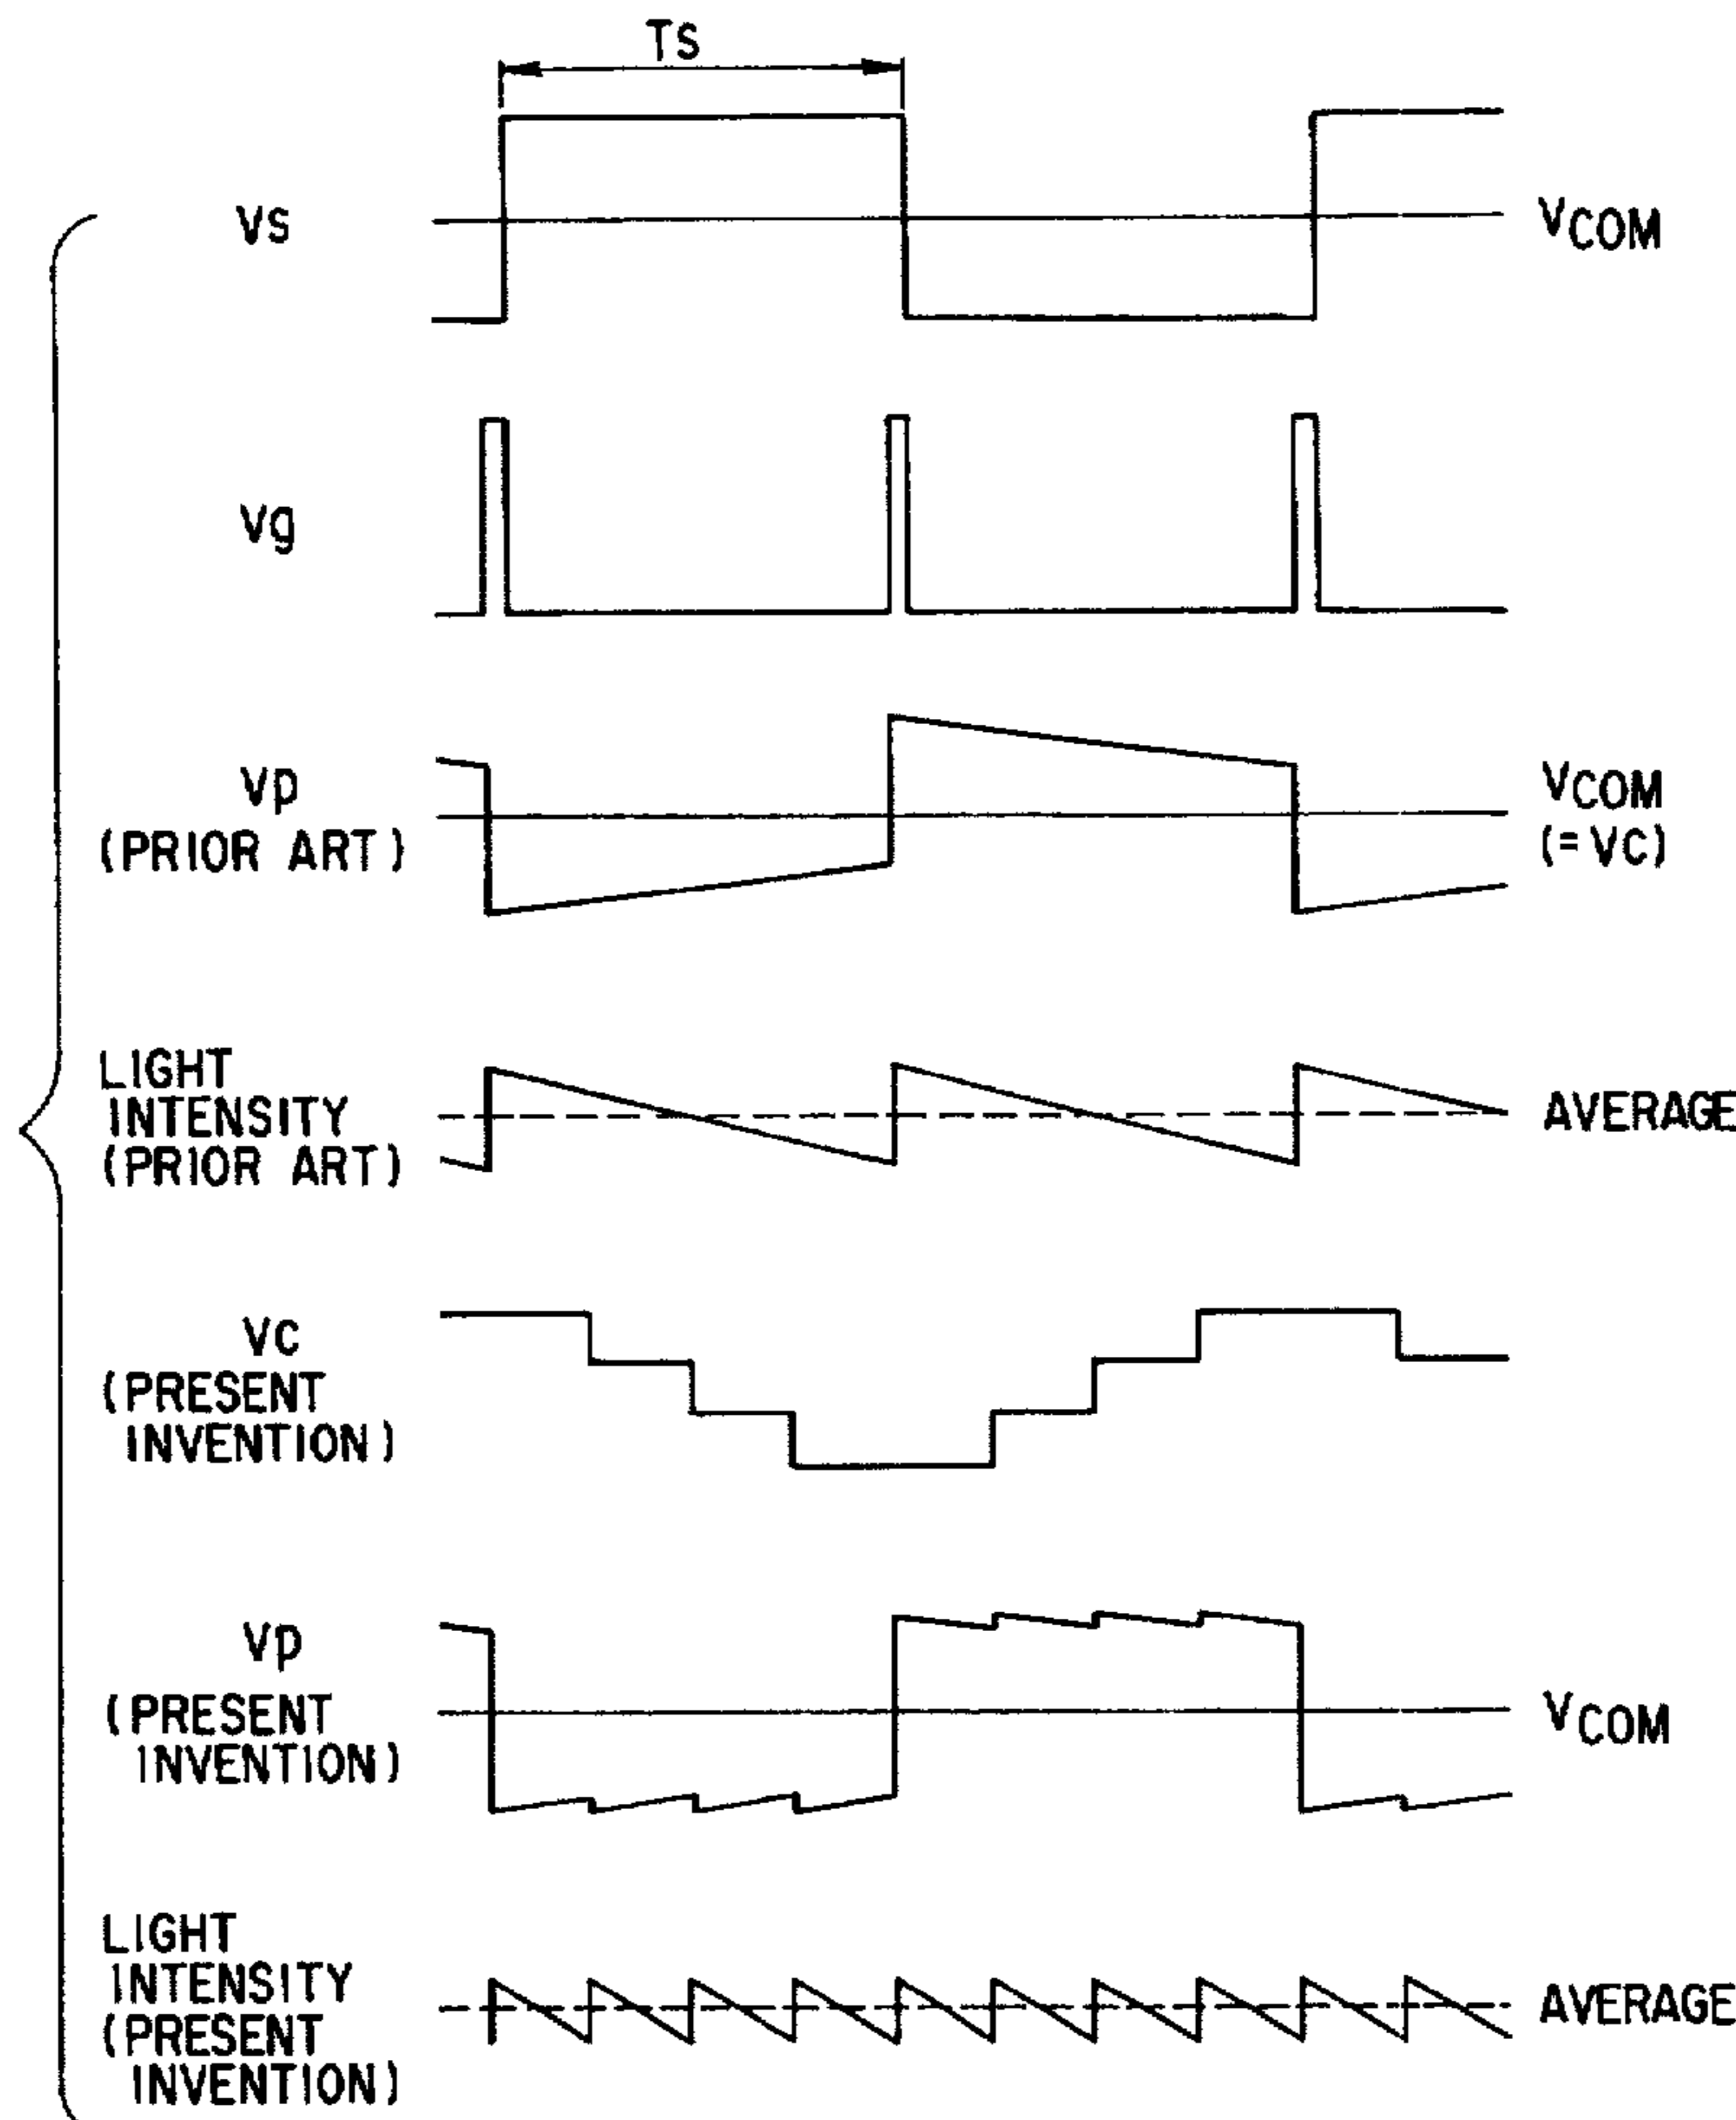 TS
VS
VCOM
Vg
Vp
(PRIOR ART)
VCOM
(=VC)
LIGHT
INTENSITY
(PRIOR ART)
AVERAGE
VC
(PRESENT
INVENTION)
Vp
(PRESENT
INVENTION)
VCOM
LIGHT
INTENSITY
(PRESENT
INVENTION)
AVERAGE